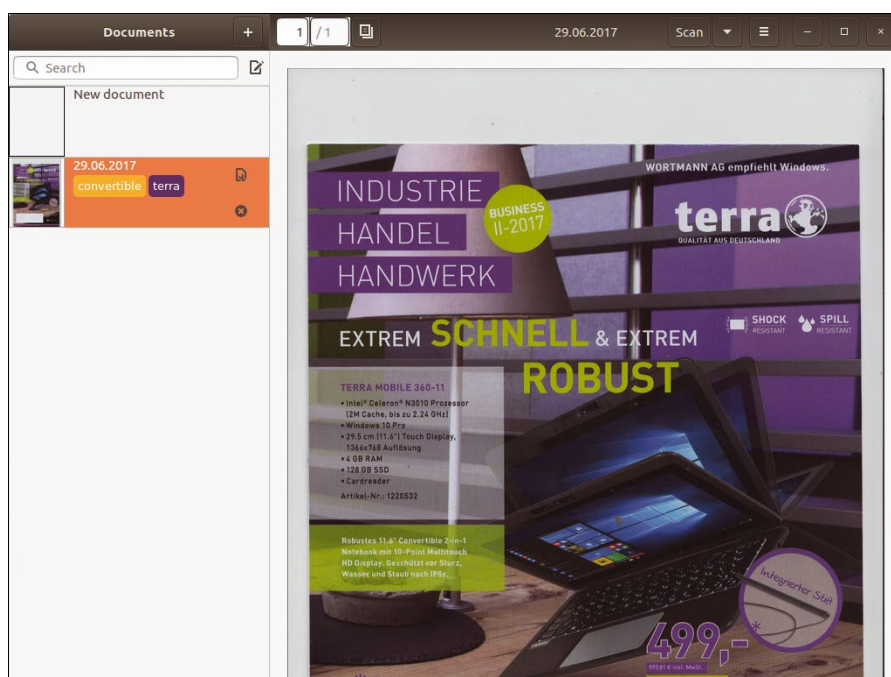 Documents
+
1 / 1
29.06.2017
Scan
Search
New document
29.06.2017
convertible terra
INDUSTRIE
HANDEL
HANDWERK
BUSINESS
II-2017
WORTMANN AG empfiehlt Windows.
terra
QUALITÄT AUS DEUTSCHLAND
SHOCK
RESISTANT
SPILL
RESISTANT
EXTREM SCHNELL & EXTREM
ROBUST
TERRA MOBILE 360-11
• Intel® Celeron® N3010 Prozessor
(2M Cache, bis zu 2.24 GHz)
• Windows 10 Pro
• 29.5 cm (11.6") Touch Display,
1366x768 Auflösung
• 4 GB RAM
• 128 GB SSD
• Cardreader
Artikel-Nr.: 1220532
Robustes 11.6" Convertible 2-in-1
Notebook mit 10-Point Multitouch
HD Display. Geschützt vor Sturz,
Wasser und Staub nach IP5x.
Integrierter Stift
*
499,-
*